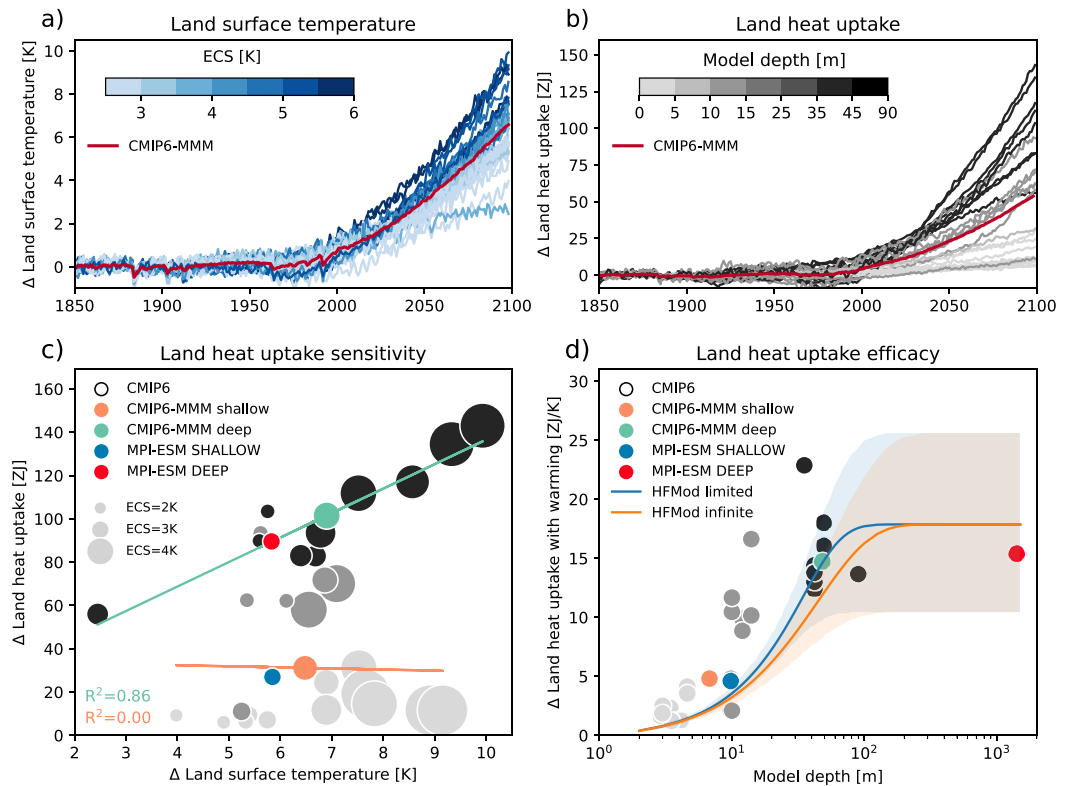 a)
Land surface temperature
Δ Land surface temperature [K]
10
8
6
4
2
0
ECS [K]
3
4
5
6
CMIP6-MMM
1850
1900
1950
2000
2050
2100
b)
Land heat uptake
Δ Land heat uptake [ZJ]
150
125
100
75
50
25
0
Model depth [m]
0 5 10 15 25 35 45 90
CMIP6-MMM
1850
1900
1950
2000
2050
2100
c)
Land heat uptake sensitivity
Δ Land heat uptake [ZJ]
160
140
120
100
80
60
40
20
0
CMIP6
CMIP6-MMM shallow
CMIP6-MMM deep
MPI-ESM SHALLOW
MPI-ESM DEEP
ECS=2K
ECS=3K
ECS=4K
R²=0.86
R²=0.00
2 3 4 5 6 7 8 9 10
Δ Land surface temperature [K]
d)
Land heat uptake efficacy
Δ Land heat uptake with warming [ZJ/K]
30
25
20
15
10
5
0
CMIP6
CMIP6-MMM shallow
CMIP6-MMM deep
MPI-ESM SHALLOW
MPI-ESM DEEP
HFMod limited
HFMod infinite
10⁰ 10¹ 10² 10³
Model depth [m]